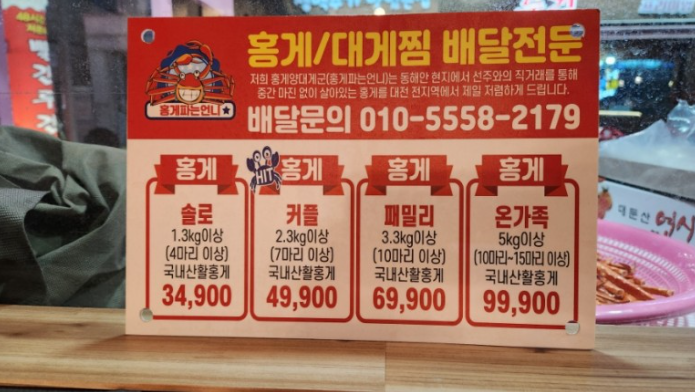 홍게/대게찜 배달전문
저희 홍게양대게군(홍게파는언니)는 동해안 현지에서 선주와의 직거래를 통해
중간 마진 없이 살아있는 홍게를 대전 전지역에서 제일 저렴하게 드립니다.
홍게파는언니
배달문의 010-5558-2179
홍게
솔로
1.3kg이상
(4마리 이상)
국내산활홍게
34,900
HIT
홍게
커플
2.3kg이상
(7마리 이상)
국내산활홍게
49,900
홍게
패밀리
3.3kg이상
(10마리 이상)
국내산활홍게
69,900
홍게
온가족
5kg이상
(10마리~15마리 이상)
국내산활홍게
99,900